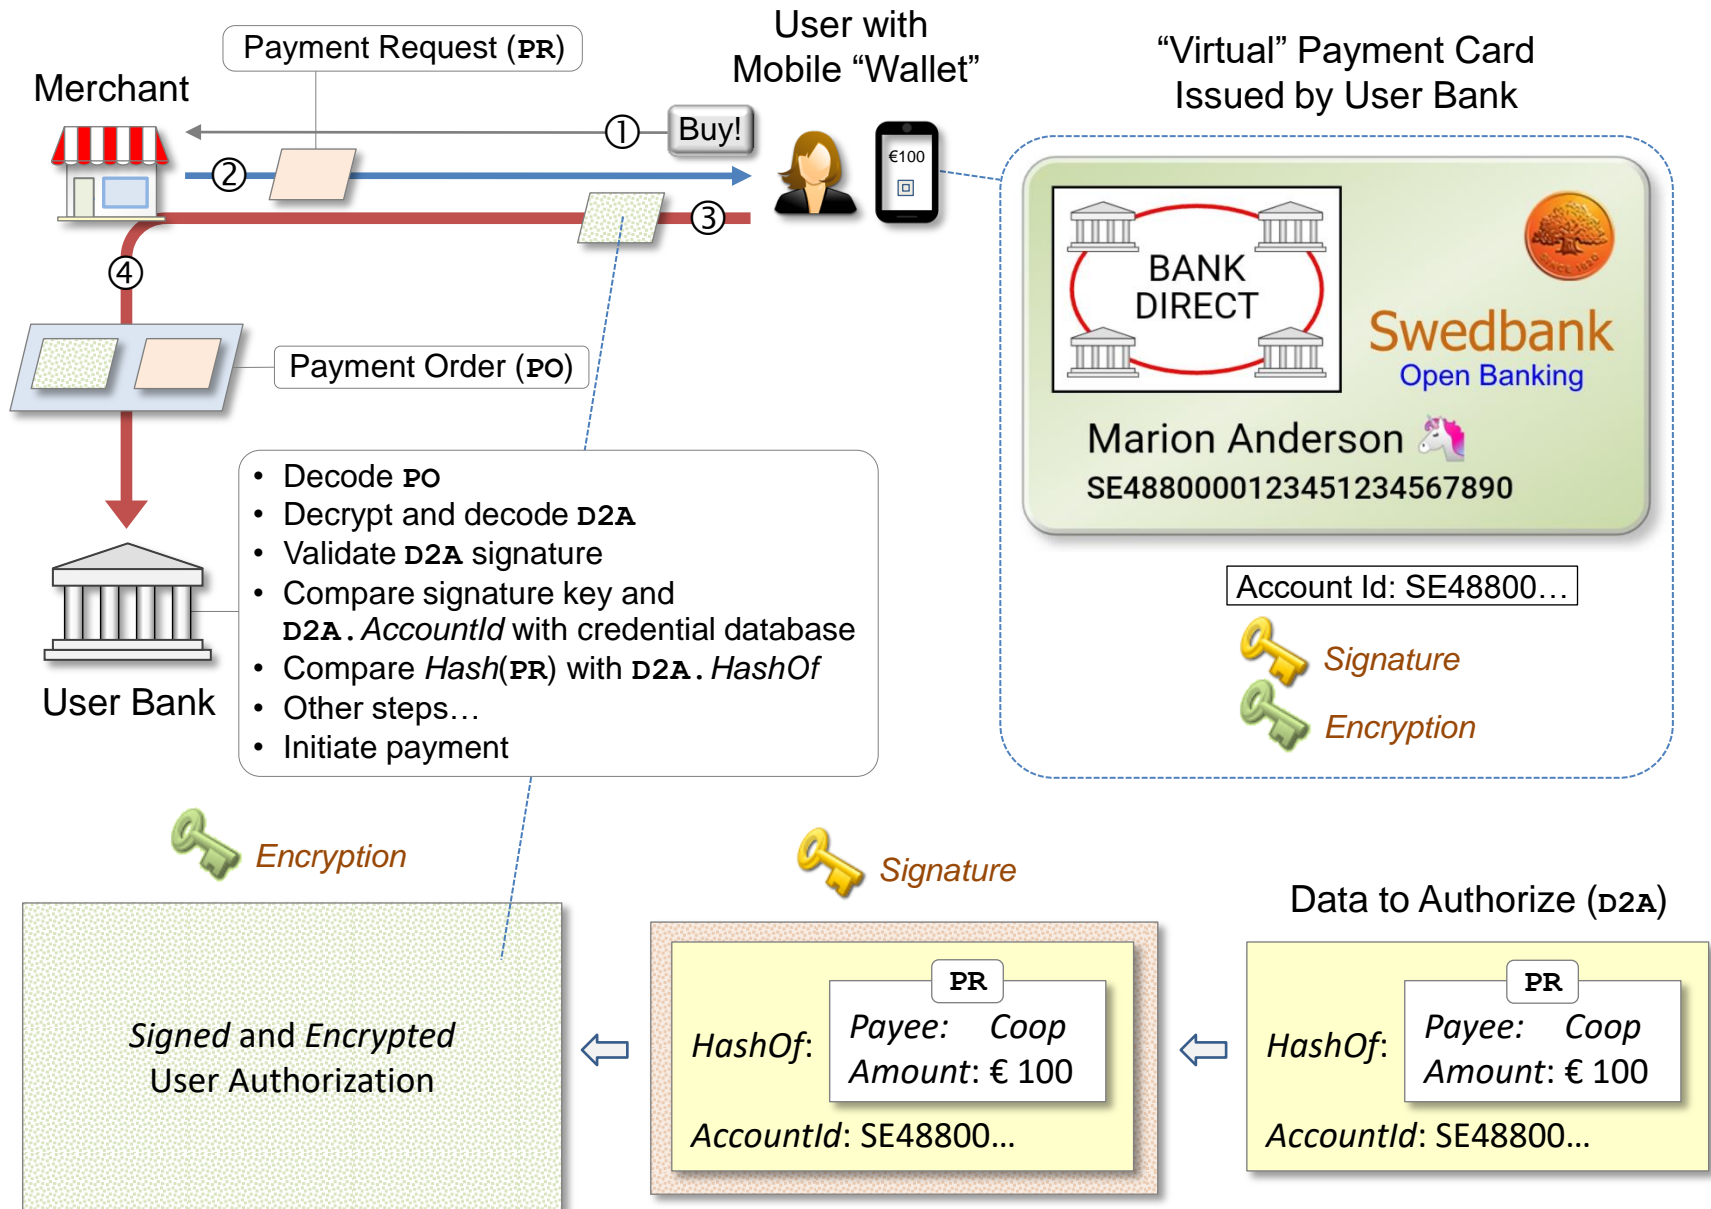 Payment Request (PR)
User with
Mobile “Wallet”
“Virtual” Payment Card
Issued by User Bank
Merchant
①
Buy!
€100
②
③
④
BANK
DIRECT
SINCE 1820
Swedbank
Open Banking
Marion Anderson
SE4880000123451234567890
Payment Order (PO)
• Decode PO
• Decrypt and decode D2A
• Validate D2A signature
• Compare signature key and
D2A.AccountId with credential database
• Compare Hash(PR) with D2A.HashOf
• Other steps…
• Initiate payment
User Bank
Account Id: SE48800…
Signature
Encryption
Encryption
Signature
Data to Authorize (D2A)
Signed and Encrypted
User Authorization
PR
HashOf:
Payee: Coop
Amount: € 100
AccountId: SE48800…
PR
HashOf:
Payee: Coop
Amount: € 100
AccountId: SE48800…